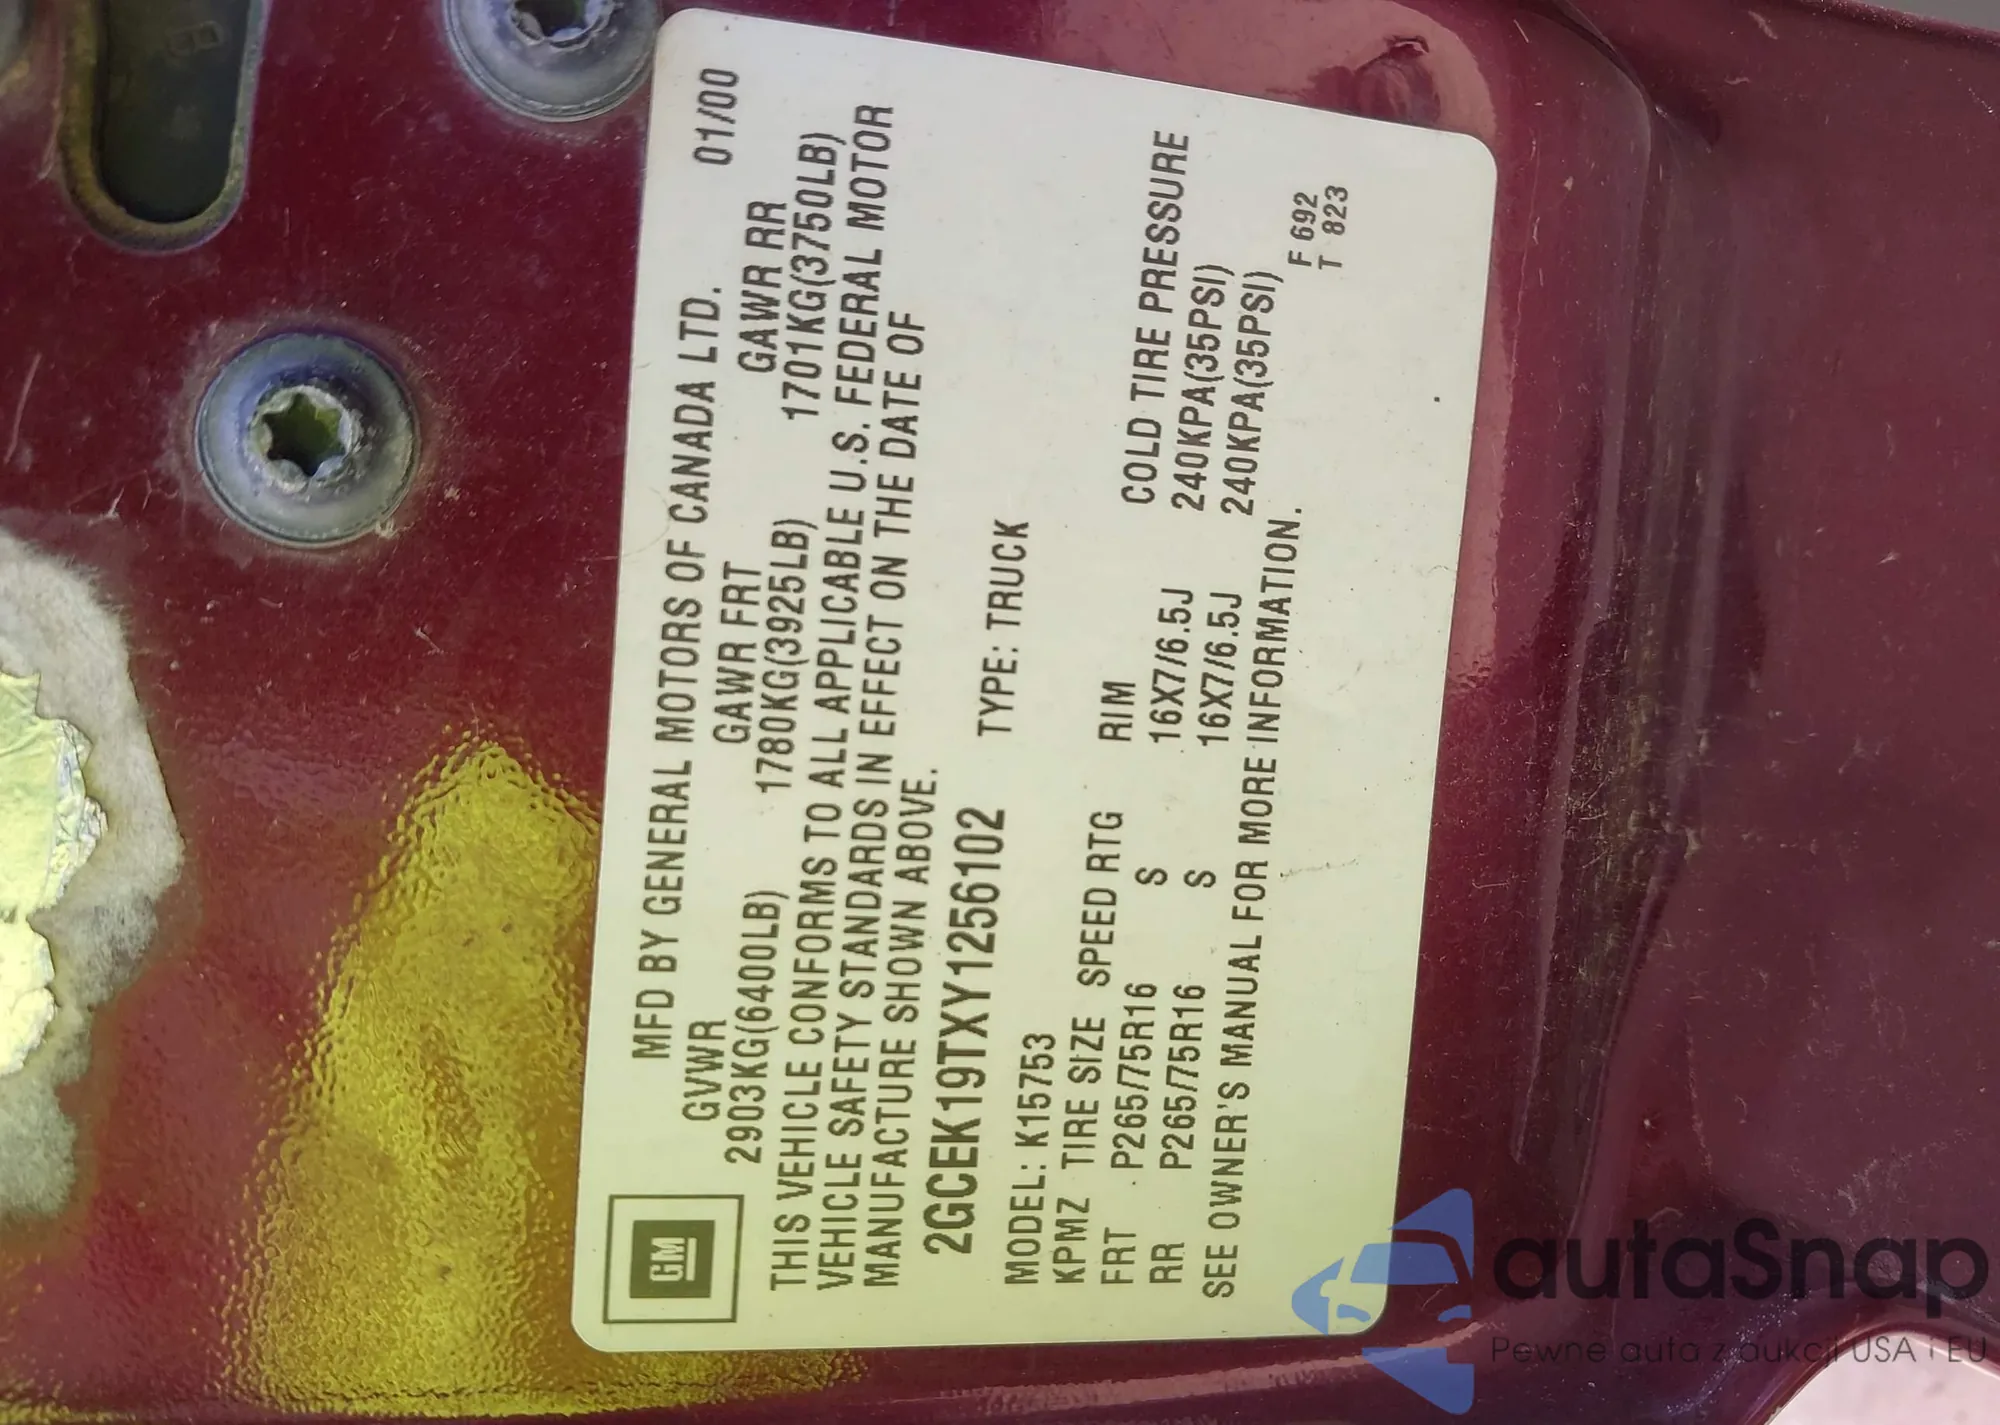 GM
MFD BY GENERAL MOTORS OF CANADA LTD. 01/00
GVWR GAWR FRT GAWR RR
2903KG(6400LB) 1780KG(3925LB) 1701KG(3750LB)
THIS VEHICLE CONFORMS TO ALL APPLICABLE U.S. FEDERAL MOTOR
VEHICLE SAFETY STANDARDS IN EFFECT ON THE DATE OF
MANUFACTURE SHOWN ABOVE.
2GCEK19TXY1256102 TYPE: TRUCK
MODEL: K15753
KPMZ TIRE SIZE SPEED RTG RIM COLD TIRE PRESSURE
FRT P265/75R16 S 16X7/6.5J 240KPA(35PSI)
RR P265/75R16 S 16X7/6.5J 240KPA(35PSI)
SEE OWNER'S MANUAL FOR MORE INFORMATION.
F 692
T 823
autaSnap
Pewne auta z aukcji USA i EU